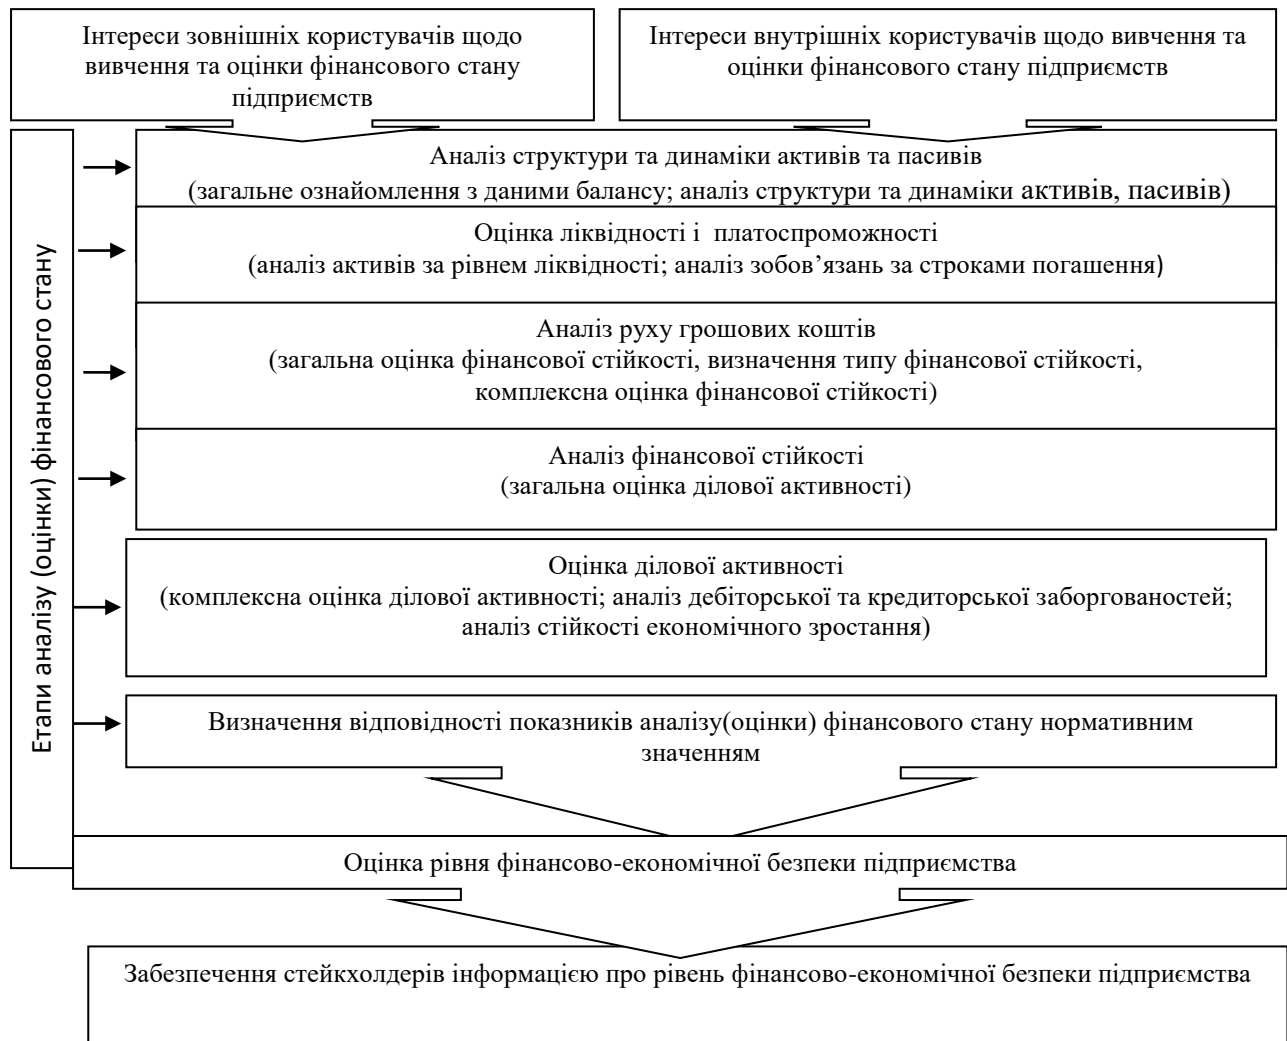 Інтереси зовнішніх користувачів щодо
вивчення та оцінки фінансового стану
підприємств
Інтереси внутрішніх користувачів щодо вивчення та
оцінки фінансового стану підприємств
Етапи аналізу (оцінки) фінансового стану
Аналіз структури та динаміки активів та пасивів
(загальне ознайомлення з даними балансу; аналіз структури та динаміки активів, пасивів)
Оцінка ліквідності і платоспроможності
(аналіз активів за рівнем ліквідності; аналіз зобов’язань за строками погашення)
Аналіз руху грошових коштів
(загальна оцінка фінансової стійкості, визначення типу фінансової стійкості,
комплексна оцінка фінансової стійкості)
Аналіз фінансової стійкості
(загальна оцінка ділової активності)
Оцінка ділової активності
(комплексна оцінка ділової активності; аналіз дебіторської та кредиторської заборгованостей;
аналіз стійкості економічного зростання)
Визначення відповідності показників аналізу(оцінки) фінансового стану нормативним
значенням
Оцінка рівня фінансово-економічної безпеки підприємства
Забезпечення стейкхолдерів інформацією про рівень фінансово-економічної безпеки підприємства